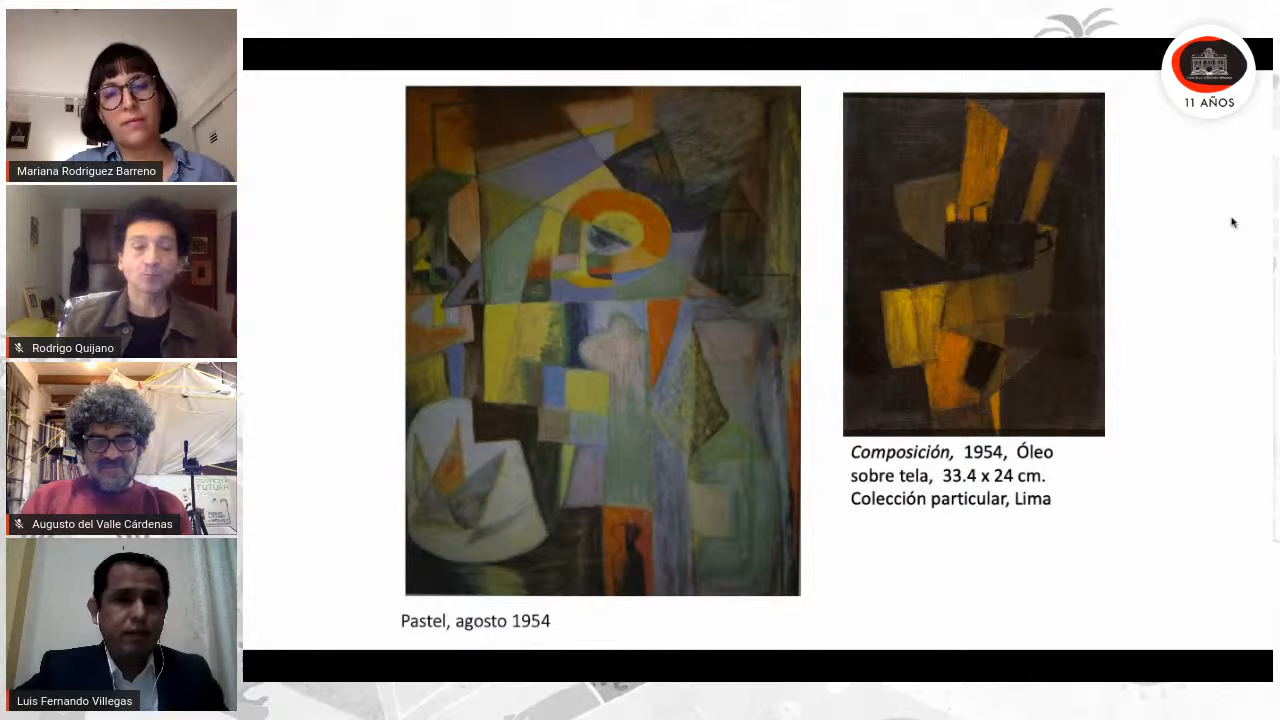 Mariana Rodriguez Barreno
Rodrigo Quijano
Augusto del Valle Cárdenas
Luis Fernando Villegas
11 AÑOS
Composición, 1954, Óleo
sobre tela, 33.4 x 24 cm.
Colección particular, Lima
Pastel, agosto 1954